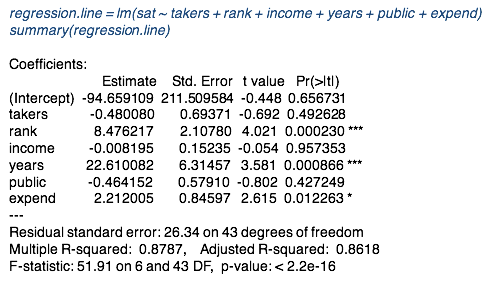 regression.line = lm(sat ~ takers + rank + income + years + public + expend)
summary(regression.line)
Coefficients:
Estimate Std. Error t value Pr(>|t|)
(Intercept) -94.659109 211.509584 -0.448 0.656731
takers -0.480080 0.69371 -0.692 0.492628
rank 8.476217 2.10780 4.021 0.000230 ***
income -0.008195 0.15235 -0.054 0.957353
years 22.610082 6.31457 3.581 0.000866 ***
public -0.464152 0.57910 -0.802 0.427249
expend 2.212005 0.84597 2.615 0.012263 *
---
Residual standard error: 26.34 on 43 degrees of freedom
Multiple R-squared: 0.8787, Adjusted R-squared: 0.8618
F-statistic: 51.91 on 6 and 43 DF, p-value: < 2.2e-16